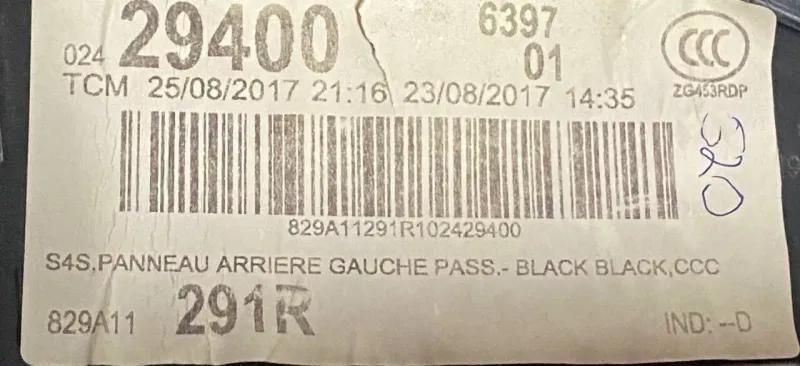 024 29400 6397
01
CCC
ZG453RDP
TCM 25/08/2017 21:16 23/08/2017 14:35
520
829A11291R102429400
S4S,PANNEAU ARRIERE GAUCHE PASS.- BLACK BLACK,CCC
829A11 291R IND: --D